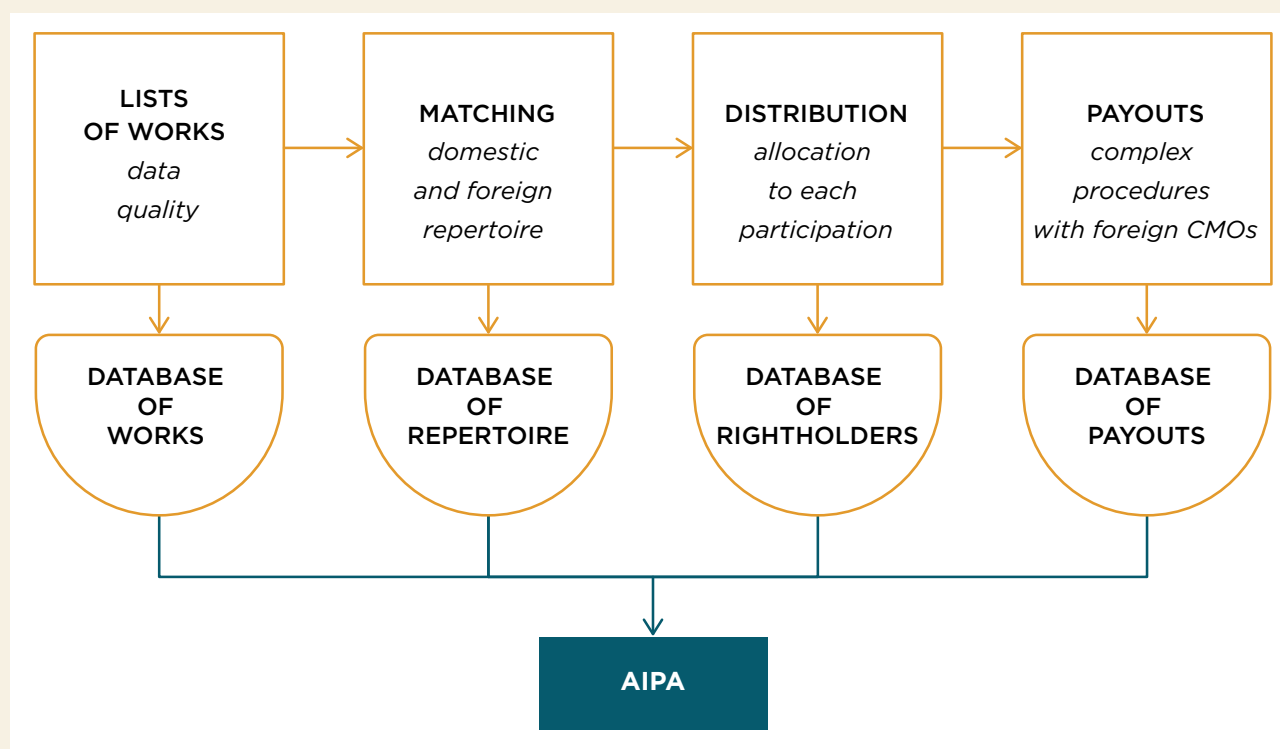 LISTS
OF WORKS
data
quality
MATCHING
domestic
and foreign
repertoire
DISTRIBUTION
allocation
to each
participation
PAYOUTS
complex
procedures
with foreign CMOs
DATABASE
OF
WORKS
DATABASE
OF
REPERTOIRE
DATABASE
OF
RIGHTHOLDERS
DATABASE
OF
PAYOUTS
AIPA